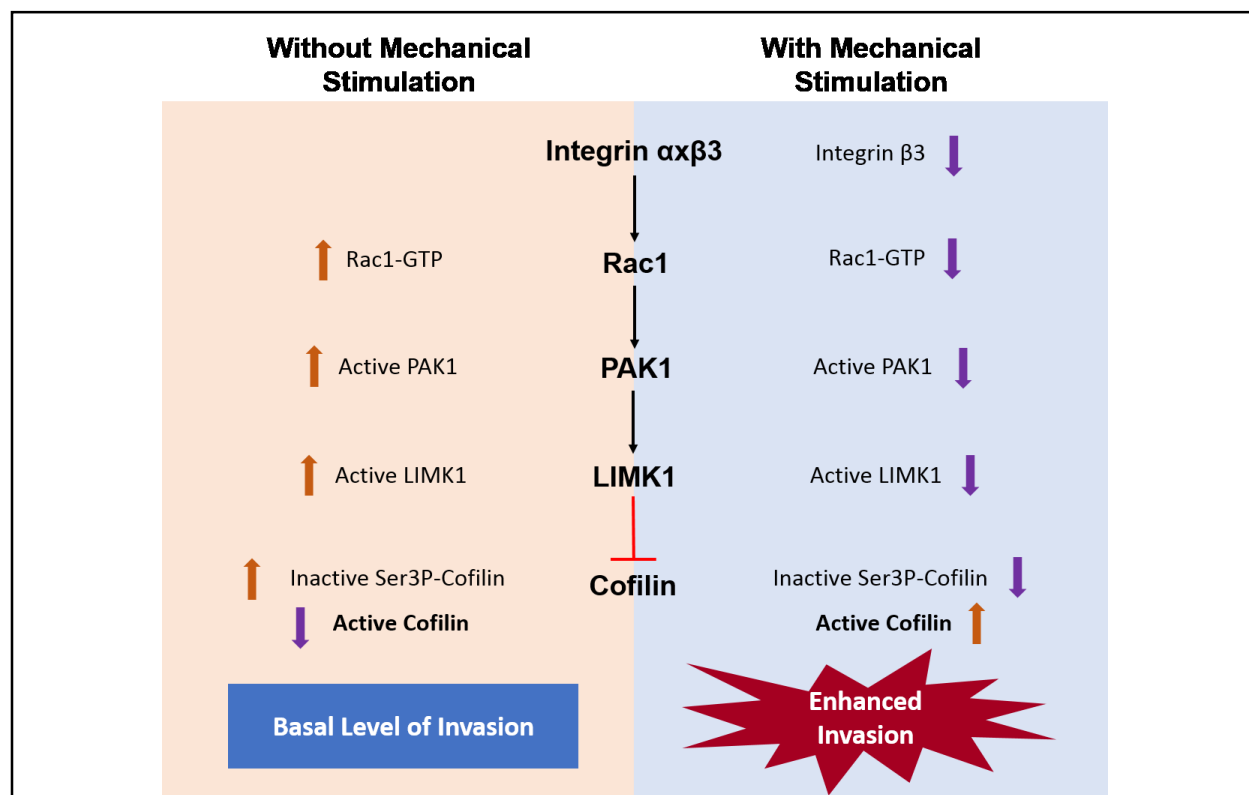 Without Mechanical
Stimulation
With Mechanical
Stimulation
Integrin αxβ3
Integrin β3
Rac1-GTP
Rac1
Rac1-GTP
Active PAK1
PAK1
Active PAK1
Active LIMK1
LIMK1
Active LIMK1
Inactive Ser3P-Cofilin
Cofilin
Inactive Ser3P-Cofilin
Active Cofilin
Active Cofilin
Basal Level of Invasion
Enhanced
Invasion